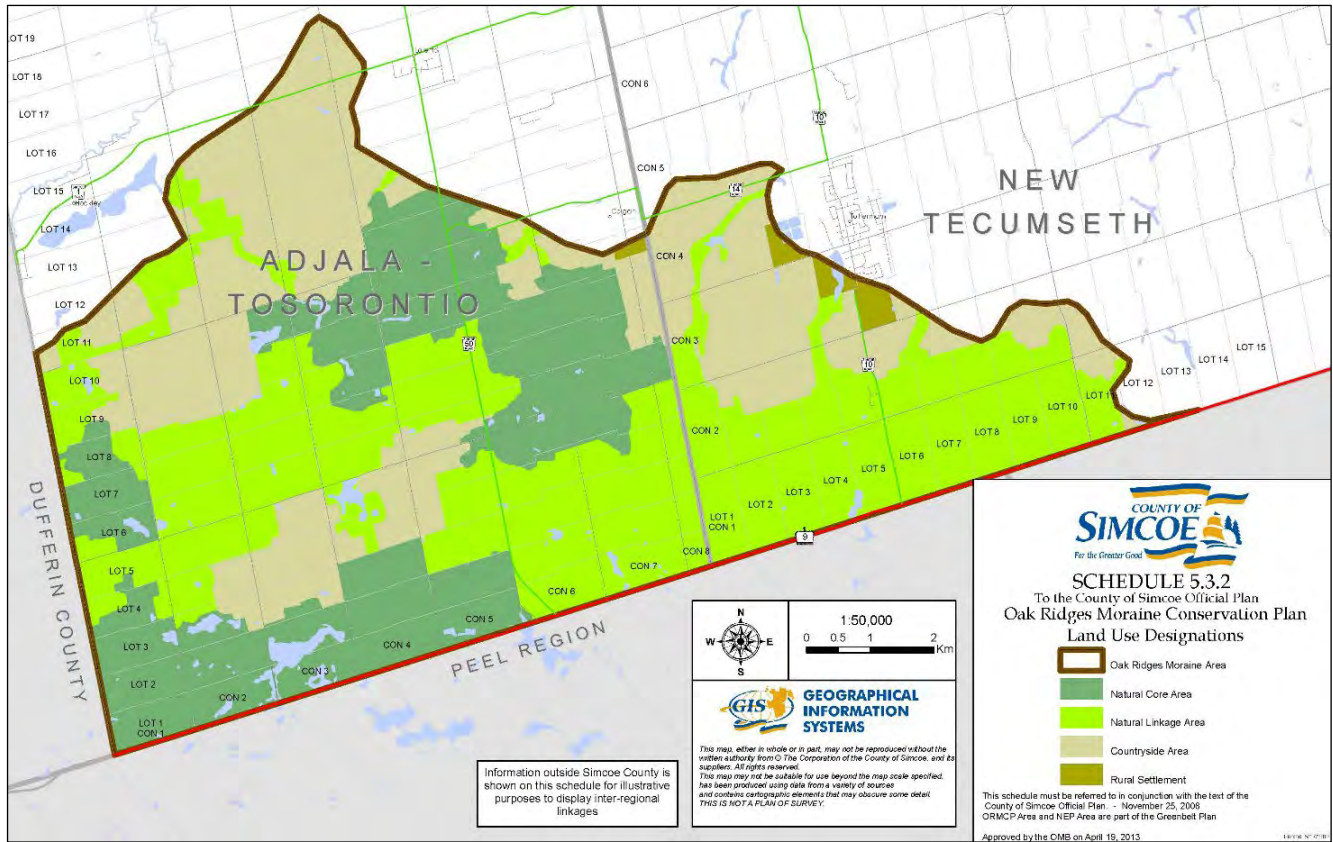 LOT 19
LOT 18
LOT 17
LOT 16
LOT 15
LOT 14
LOT 13
LOT 12
LOT 11
LOT 10
LOT 9
LOT 8
LOT 7
LOT 6
LOT 5
LOT 4
LOT 3
LOT 2
LOT 1
CON 1
CON 2
CON 3
CON 4
CON 5
CON 6
CON 7
CON 8
1
Hockley
50
14
10
10
9
Colgan
Tottenham
ADJALA -
TOSORONTIO
NEW
TECUMSETH
CON 6
CON 5
CON 4
CON 3
CON 2
LOT 1
CON 1
LOT 2
LOT 3
LOT 4
LOT 5
LOT 6
LOT 7
LOT 8
LOT 9
LOT 10
LOT 11
LOT 12
LOT 13
LOT 14
LOT 15
DUFFERIN COUNTY
PEEL REGION
Information outside Simcoe County is
shown on this schedule for illustrative
purposes to display inter-regional
linkages
N
W E
S
1:50,000
0 0.5 1 2
Km
GIS
GEOGRAPHICAL
INFORMATION
SYSTEMS
This map, either in whole or in part, may not be reproduced without the
written authority from © The Corporation of the County of Simcoe. and its
suppliers. All rights reserved.
This map may not be suitable for use beyond the map scale specified.
has been produced using data from a variety of sources
and contains cartographic elements that may obscure some detail.
THIS IS NOT A PLAN OF SURVEY.
COUNTY OF
SIMCOE
For the Greater Good
SCHEDULE 5.3.2
To the County of Simcoe Official Plan
Oak Ridges Moraine Conservation Plan
Land Use Designations
Oak Ridges Moraine Area
Natural Core Area
Natural Linkage Area
Countryside Area
Rural Settlement
This schedule must be referred to in conjunction with the text of the
County of Simcoe Official Plan. - November 25, 2008
ORMCP Area and NEP Area are part of the Greenbelt Plan
Approved by the OMB on April 19, 2013